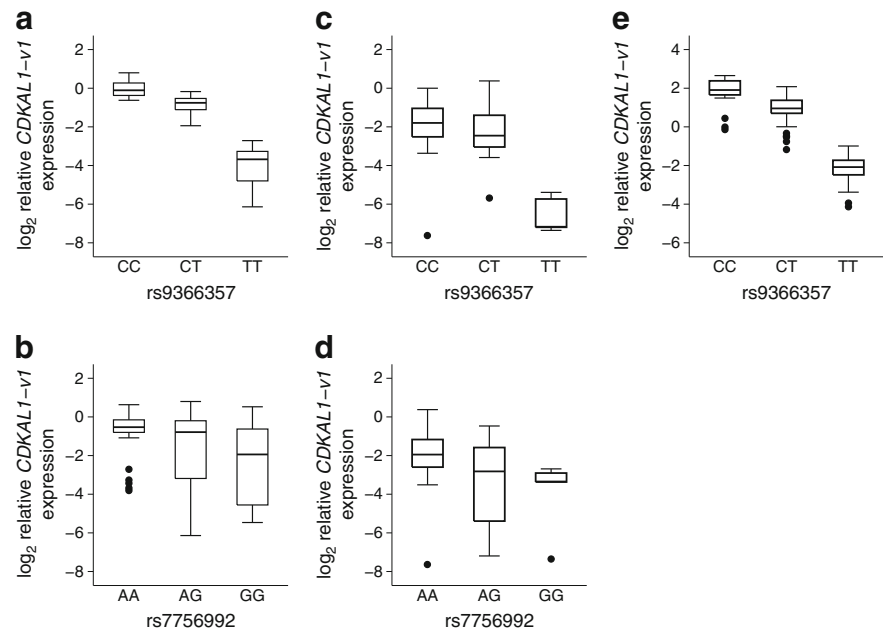 a
log₂ relative CDKAL1–v1
expression
2
0
−2
−4
−6
−8
CC CT TT
rs9366357
c
log₂ relative CDKAL1–v1
expression
2
0
−2
−4
−6
−8
CC CT TT
rs9366357
e
log₂ relative CDKAL1–v1
expression
4
2
0
−2
−4
−6
CC CT TT
rs9366357
b
log₂ relative CDKAL1–v1
expression
2
0
−2
−4
−6
−8
AA AG GG
rs7756992
d
log₂ relative CDKAL1–v1
expression
2
0
−2
−4
−6
−8
AA AG GG
rs7756992